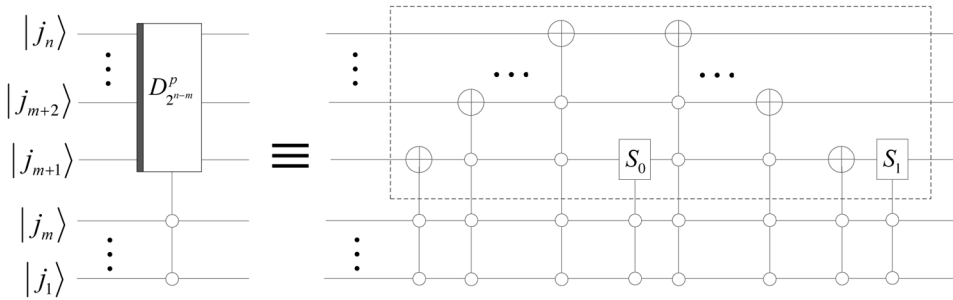 |j_n⟩
⋮
D^p_{2^{n-m}}
|j_{m+2}⟩
|j_{m+1}⟩
≡
S_0
S_1
|j_m⟩
⋮
|j_1⟩